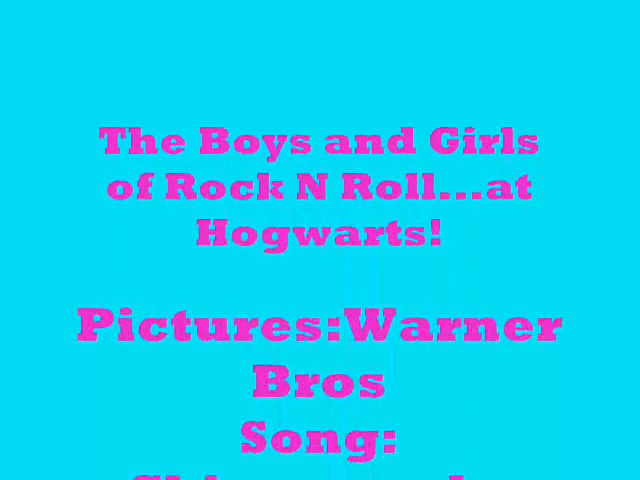 The Boys and Girls
of Rock N Roll...at
Hogwarts!
Pictures:Warner
Bros
Song: